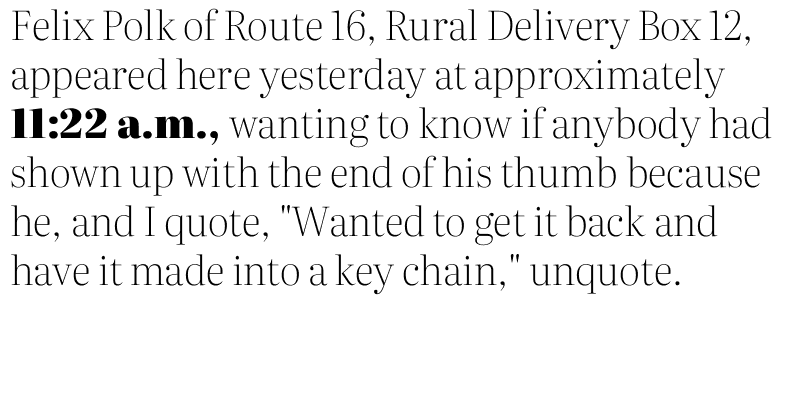 Felix Polk of Route 16, Rural Delivery Box 12,
appeared here yesterday at approximately
11:22 a.m., wanting to know if anybody had
shown up with the end of his thumb because
he, and I quote, "Wanted to get it back and
have it made into a key chain," unquote.